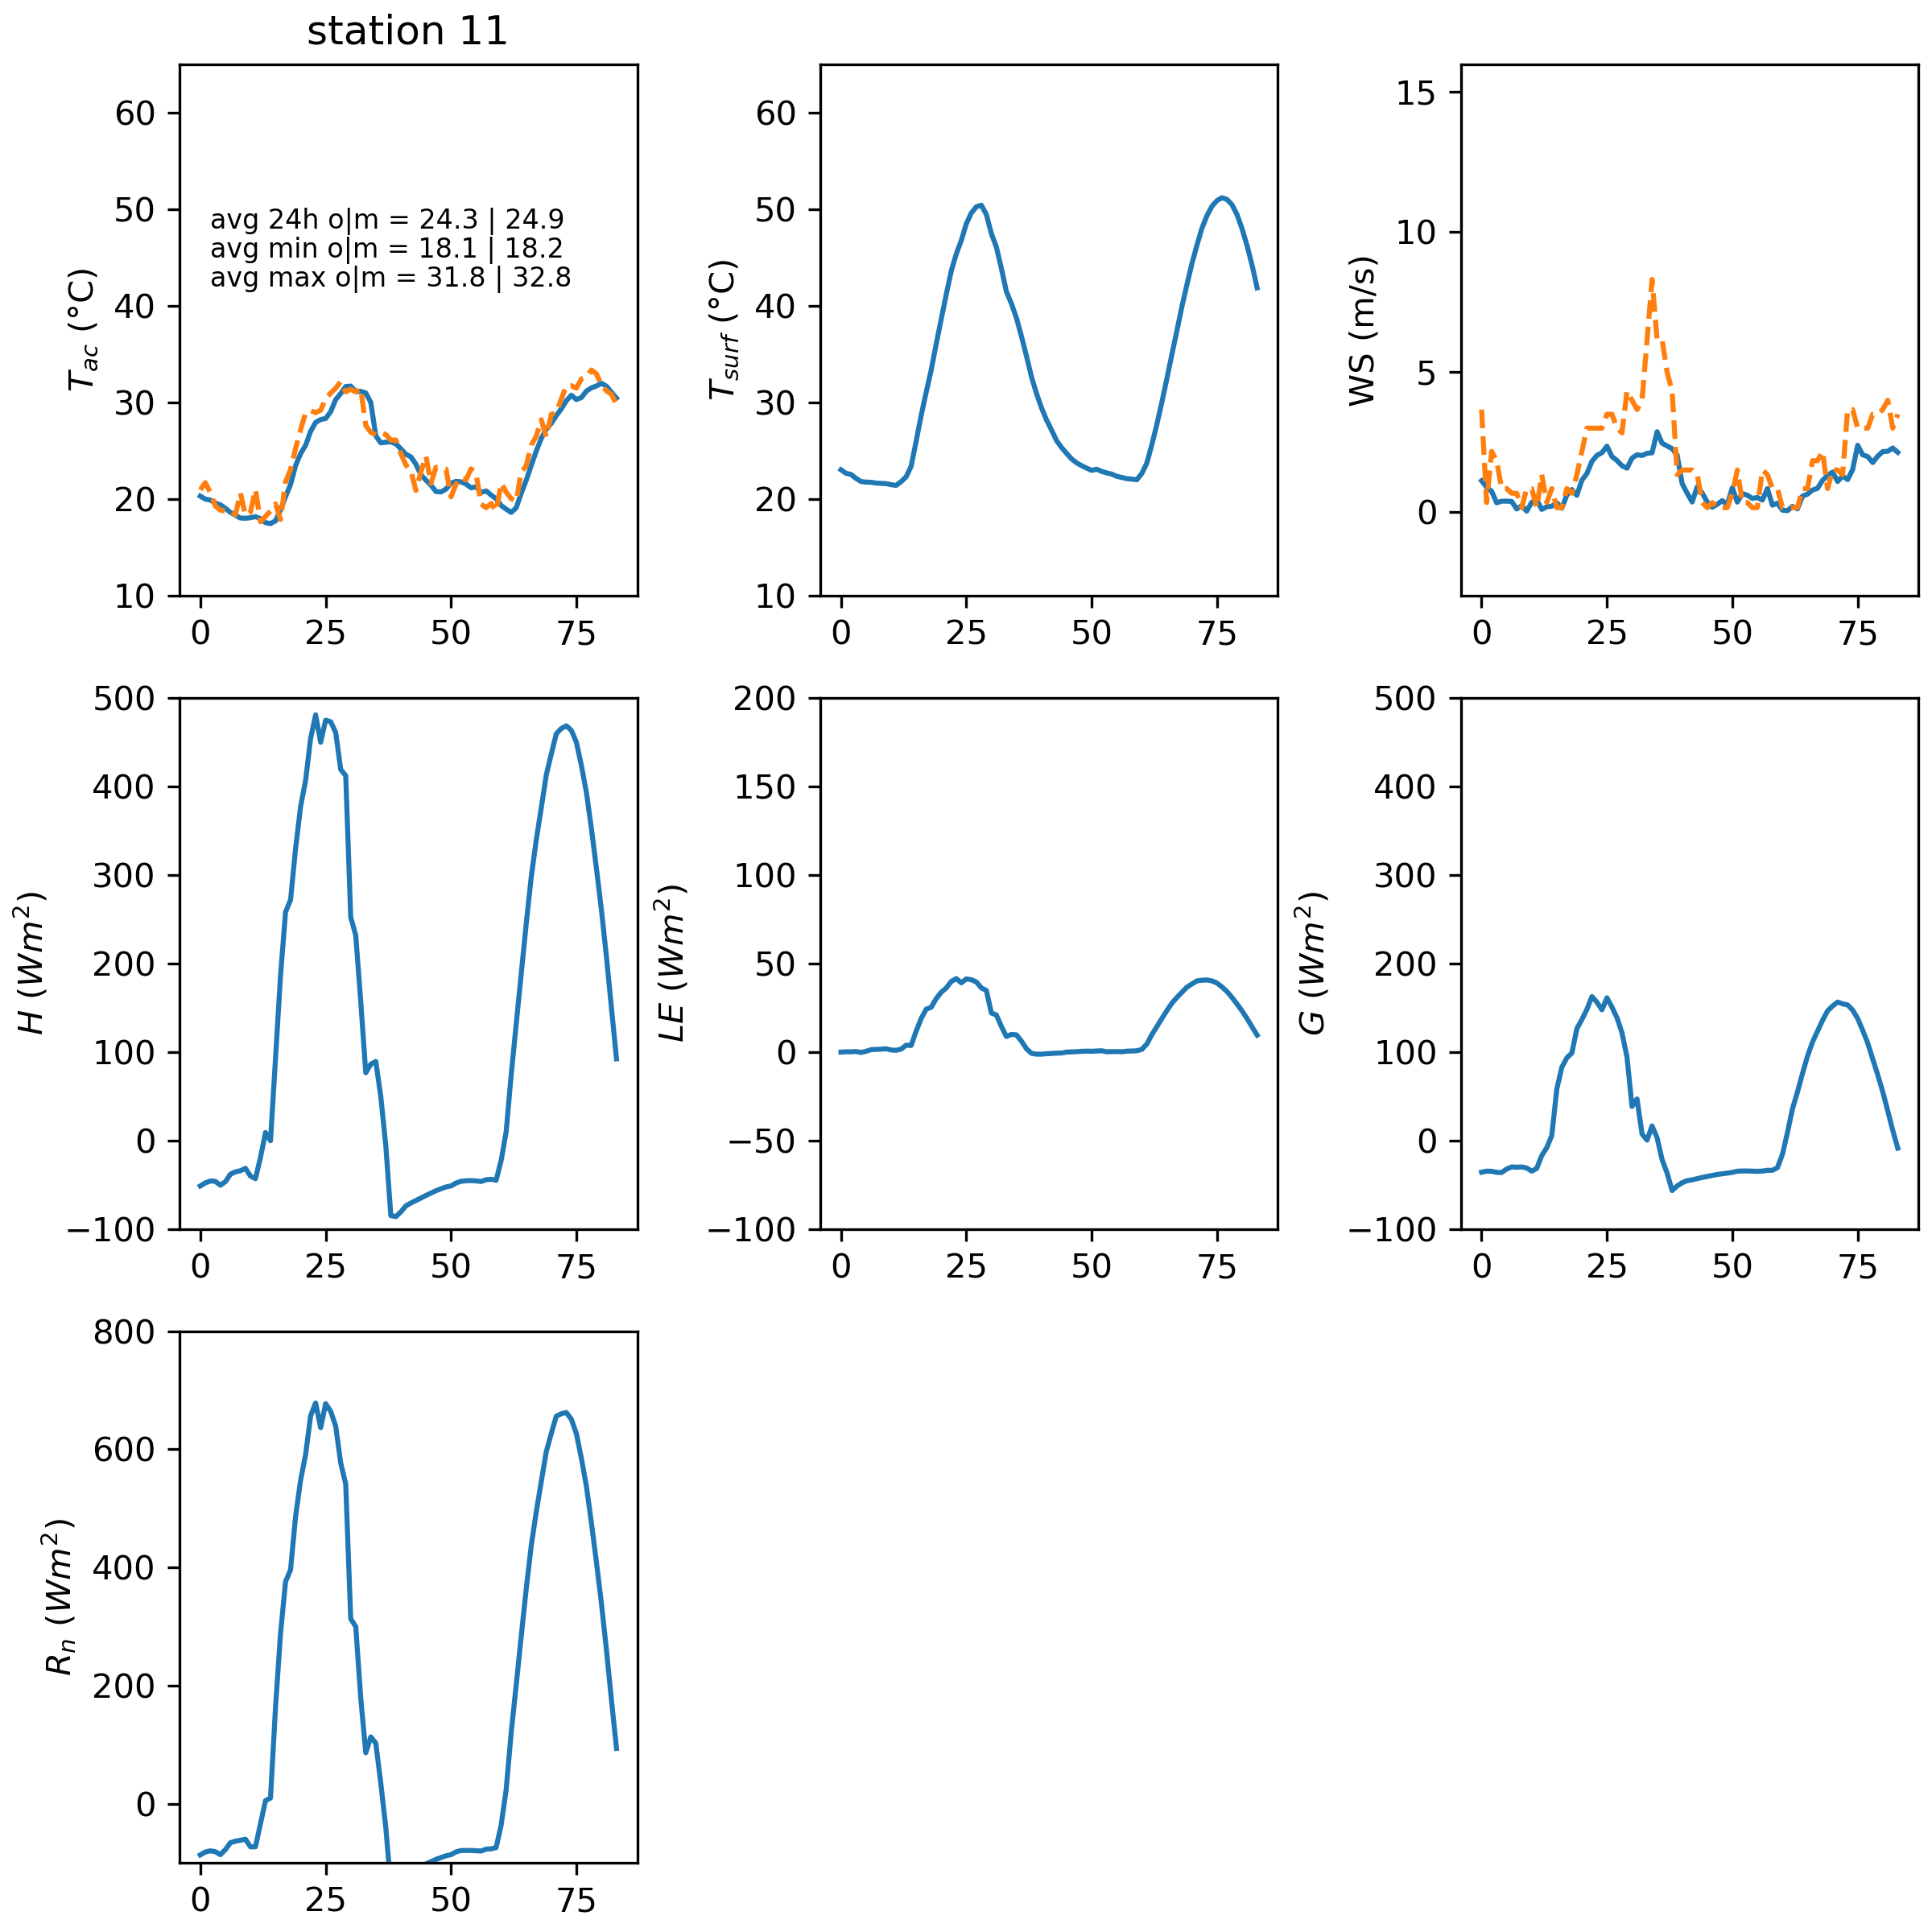 station 11
60
50
40
30
20
10
T_ac (°C)
avg 24h o|m = 24.3 | 24.9
avg min o|m = 18.1 | 18.2
avg max o|m = 31.8 | 32.8
0 25 50 75
60
50
40
30
20
10
T_surf (°C)
0 25 50 75
15
10
5
0
WS (m/s)
0 25 50 75
500
400
300
200
100
0
−100
H (Wm²)
0 25 50 75
200
150
100
50
0
−50
−100
LE (Wm²)
0 25 50 75
500
400
300
200
100
0
−100
G (Wm²)
0 25 50 75
800
600
400
200
0
R_n (Wm²)
0 25 50 75